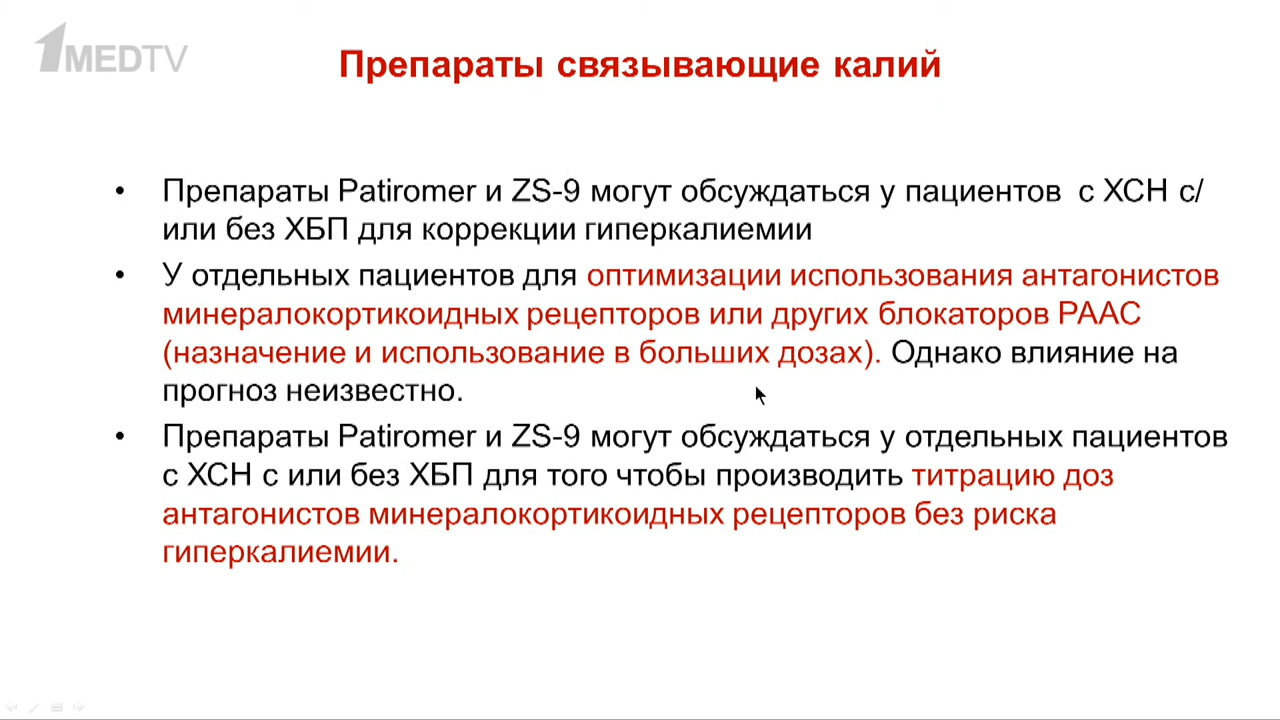 1MEDTV
Препараты связывающие калий
• Препараты Patiromer и ZS-9 могут обсуждаться у пациентов с ХСН с/
или без ХБП для коррекции гиперкалиемии
• У отдельных пациентов для оптимизации использования антагонистов
минералокортикоидных рецепторов или других блокаторов РААС
(назначение и использование в больших дозах). Однако влияние на
прогноз неизвестно.
• Препараты Patiromer и ZS-9 могут обсуждаться у отдельных пациентов
с ХСН с или без ХБП для того чтобы производить титрацию доз
антагонистов минералокортикоидных рецепторов без риска
гиперкалиемии.